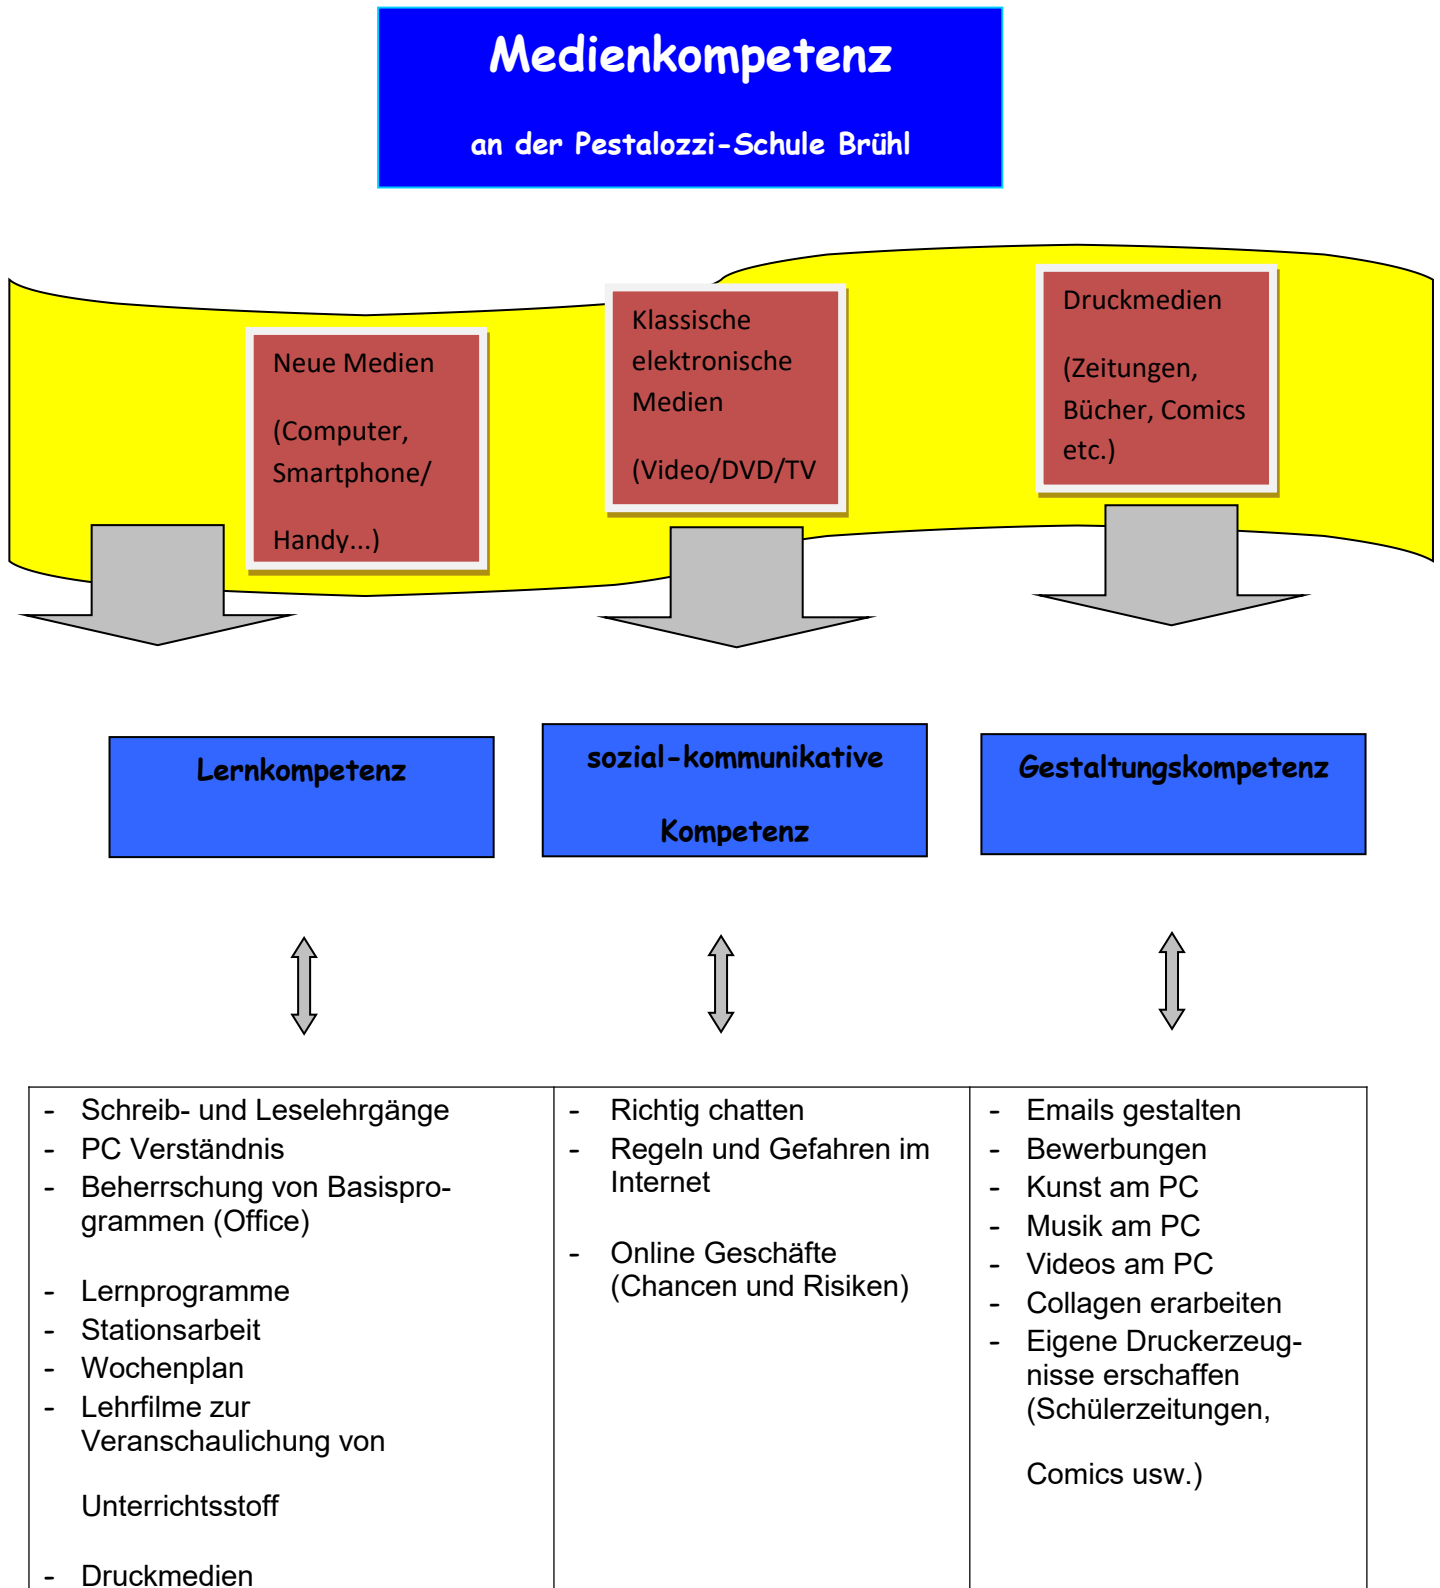 Medienkompetenz
an der Pestalozzi-Schule Brühl
Neue Medien
(Computer,
Smartphone/
Handy...)
Klassische
elektronische
Medien
(Video/DVD/TV
Druckmedien
(Zeitungen,
Bücher, Comics
etc.)
Lernkompetenz
sozial-kommunikative
Kompetenz
Gestaltungskompetenz
- Schreib- und Leselehrgänge
- PC Verständnis
- Beherrschung von Basispro-
grammen (Office)
- Lernprogramme
- Stationsarbeit
- Wochenplan
- Lehrfilme zur
Veranschaulichung von
Unterrichtsstoff
- Druckmedien
- Richtig chatten
- Regeln und Gefahren im
Internet
- Online Geschäfte
(Chancen und Risiken)
- Emails gestalten
- Bewerbungen
- Kunst am PC
- Musik am PC
- Videos am PC
- Collagen erarbeiten
- Eigene Druckerzeug-
nisse erschaffen
(Schülerzeitungen,
Comics usw.)